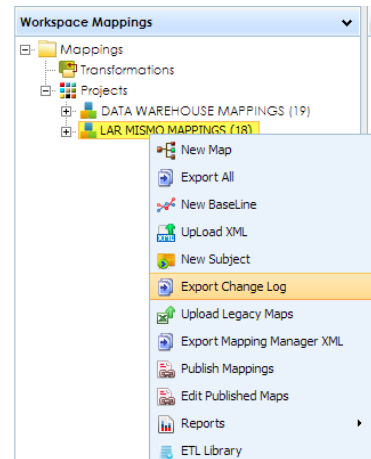 Workspace Mappings
Mappings
Transformations
Projects
DATA WAREHOUSE MAPPINGS (19)
LAR MISMO MAPPINGS (18)
New Map
Export All
New BaseLine
UpLoad XML
New Subject
Export Change Log
Upload Legacy Maps
Export Mapping Manager XML
Publish Mappings
Edit Published Maps
Reports
ETL Library